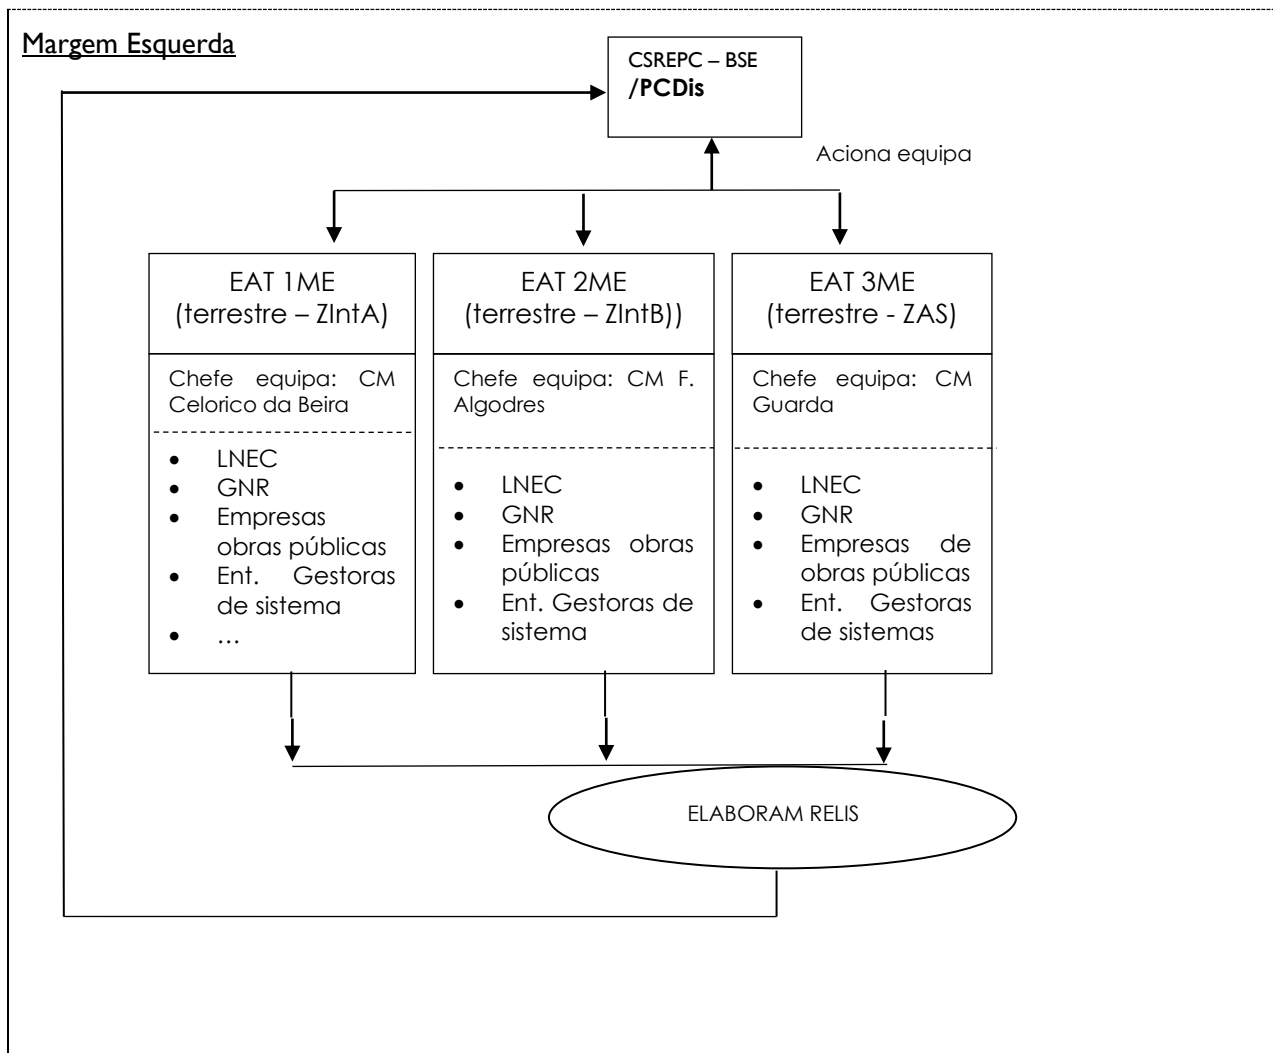 Margem Esquerda
CSREPC – BSE
/PCDis
Aciona equipa
EAT 1ME
(terrestre – ZIntA)
Chefe equipa: CM
Celorico da Beira
• LNEC
• GNR
• Empresas
obras públicas
• Ent. Gestoras
de sistema
• …
EAT 2ME
(terrestre – ZIntB))
Chefe equipa: CM F.
Algodres
• LNEC
• GNR
• Empresas obras
públicas
• Ent. Gestoras de
sistema
EAT 3ME
(terrestre - ZAS)
Chefe equipa: CM
Guarda
• LNEC
• GNR
• Empresas de
obras públicas
• Ent. Gestoras
de sistemas
ELABORAM RELIS